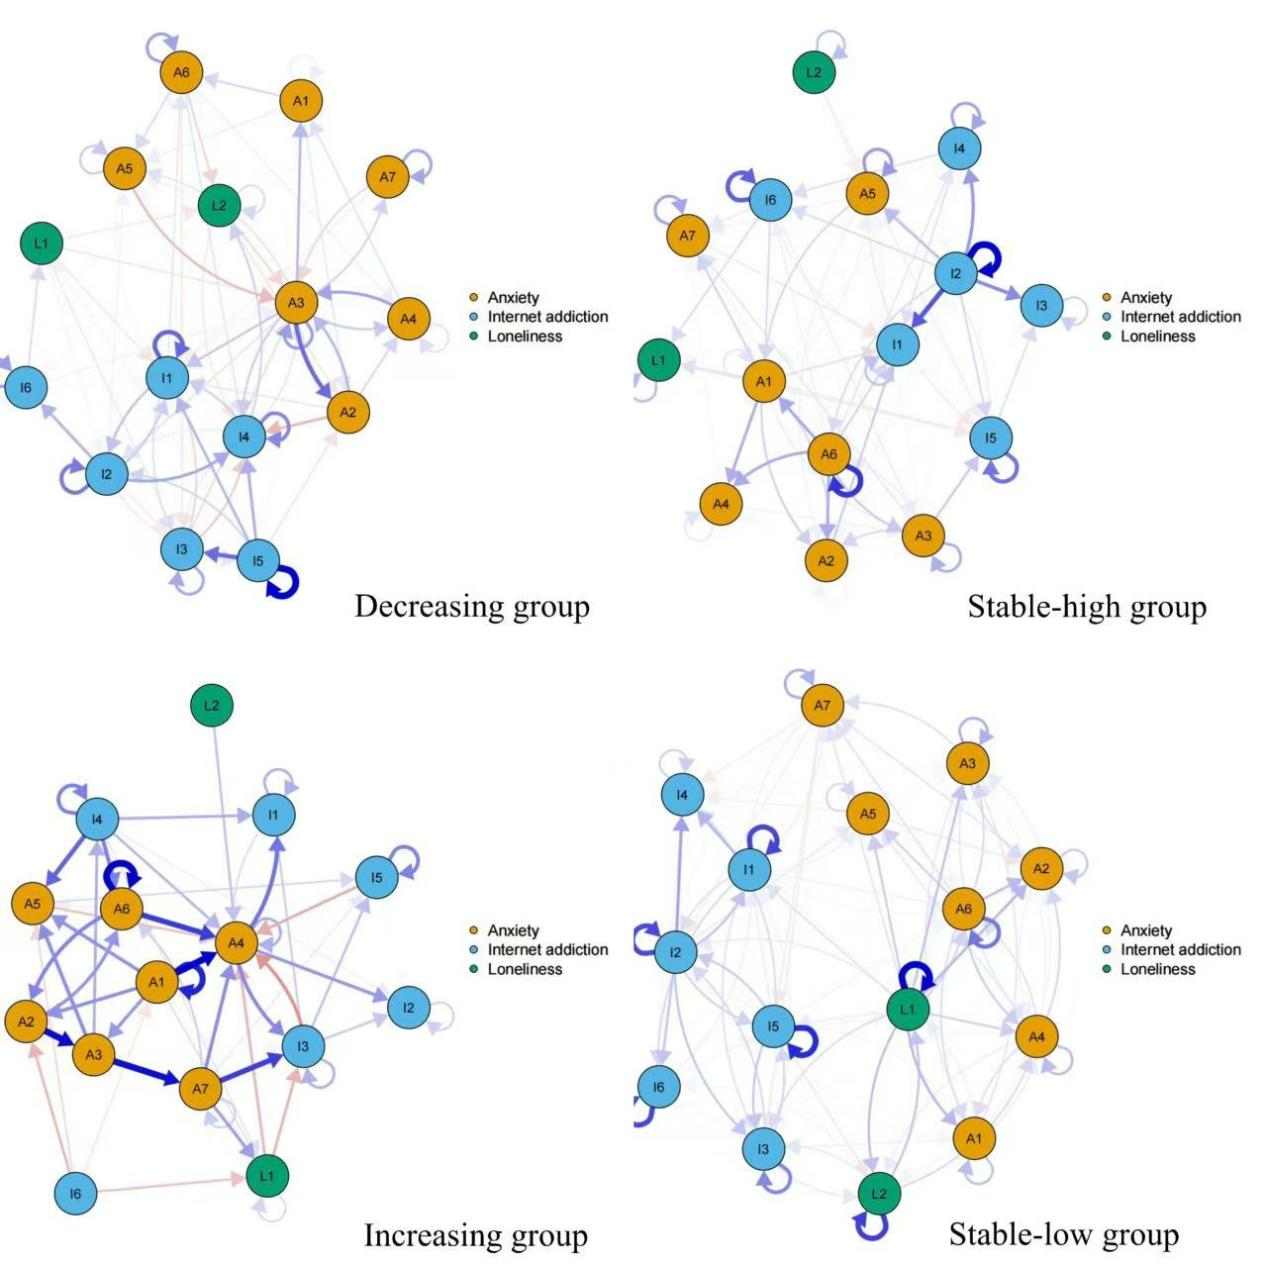 A6
A1
A5
A7
L2
L1
A3
A4
I6
I1
A2
I4
I2
I3
I5
Anxiety
Internet addiction
Loneliness
Decreasing group
L2
I4
I6
A5
A7
I2
I3
I1
L1
A1
I5
A6
A4
A3
A2
Anxiety
Internet addiction
Loneliness
Stable-high group
L2
I4
I1
I5
A5
A6
A4
A1
I2
A2
A3
I3
A7
L1
I6
Anxiety
Internet addiction
Loneliness
Increasing group
A7
A3
I4
A5
I1
A2
A6
I2
L1
I5
A4
I6
A1
I3
L2
Anxiety
Internet addiction
Loneliness
Stable-low group